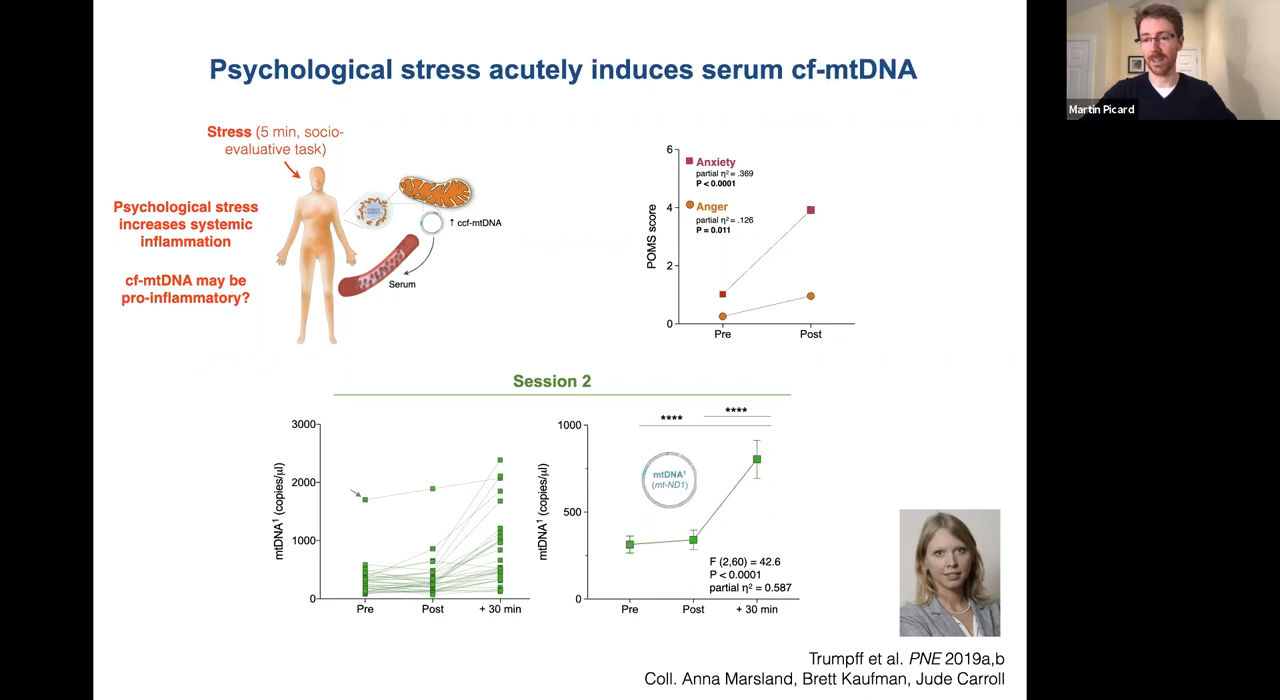 Psychological stress acutely induces serum cf-mtDNA
Martin Picard
Stress (5 min, socio-
evaluative task)
Psychological stress
increases systemic
inflammation
cf-mtDNA may be
pro-inflammatory?
↑ ccf-mtDNA
Serum
POMS score
6
4
2
0
Anxiety
partial η² = .369
P < 0.0001
Anger
partial η² = .126
P = 0.011
Pre
Post
Session 2
mtDNA¹ (copies/µl)
3000
2000
1000
0
Pre
Post
+ 30 min
mtDNA¹ (copies/µl)
1000
500
0
****
****
mtDNA¹
(mt-ND1)
F (2,60) = 42.6
P < 0.0001
partial η² = 0.587
Pre
Post
+ 30 min
Trumpff et al. PNE 2019a,b
Coll. Anna Marsland, Brett Kaufman, Jude Carroll